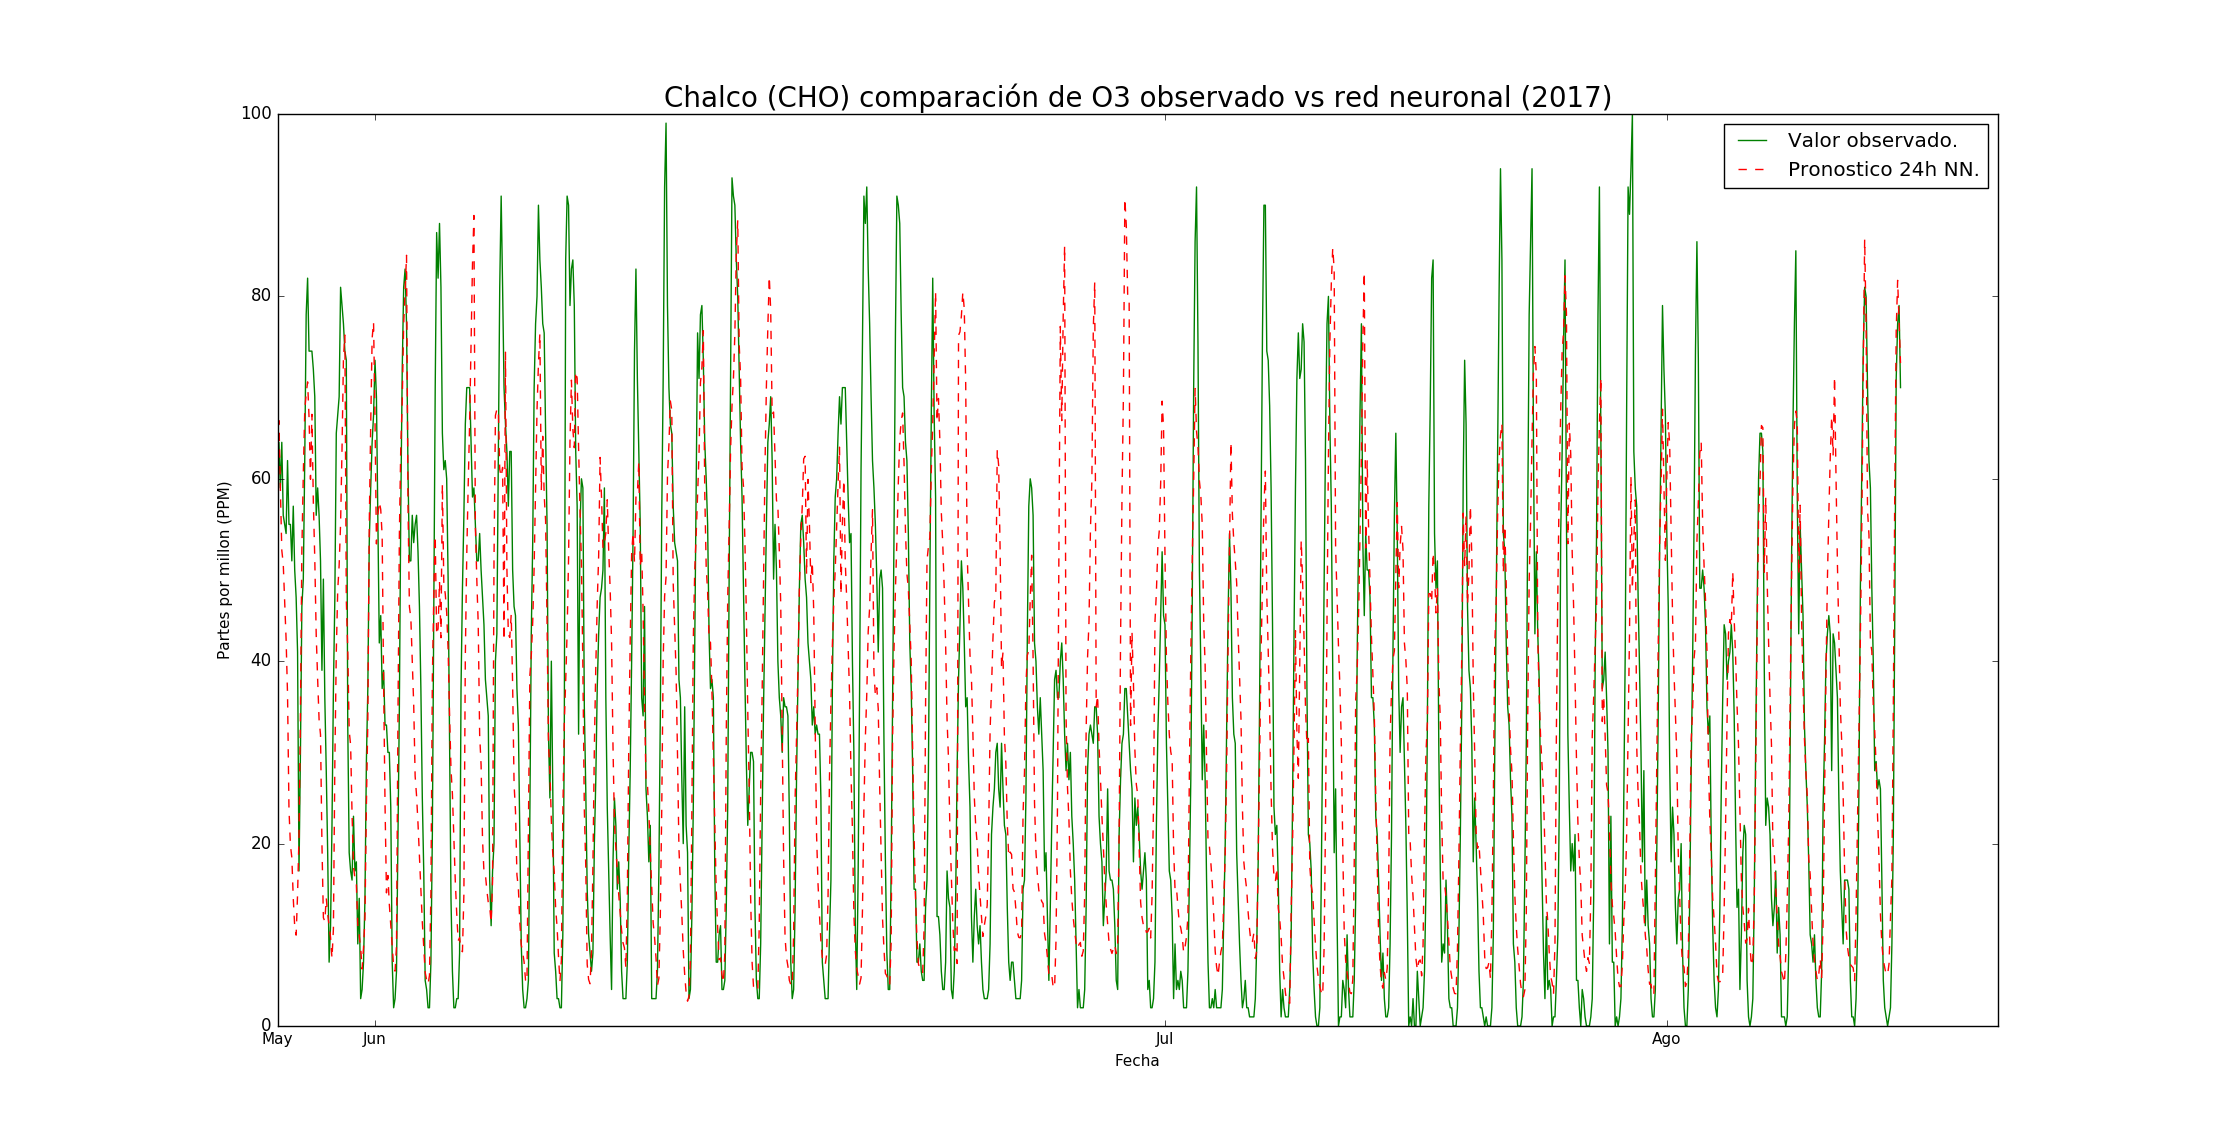 Chalco (CHO) comparación de O3 observado vs red neuronal (2017)
Valor observado.
Pronostico 24h NN.
100
80
60
40
20
0
Partes por millon (PPM)
May Jun Jul Ago
Fecha